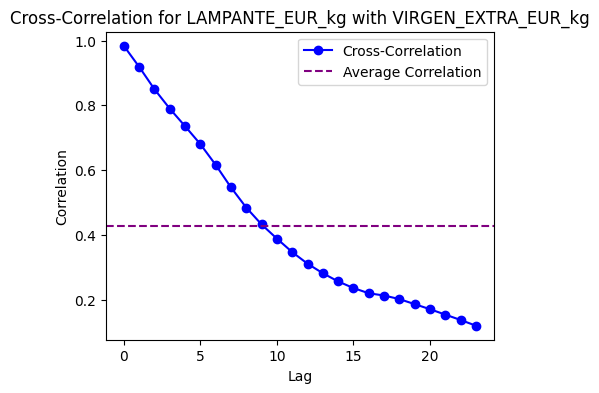 Cross-Correlation for LAMPANTE_EUR_kg with VIRGEN_EXTRA_EUR_kg
Cross-Correlation
Average Correlation
1.0
0.8
0.6
0.4
0.2
Correlation
0 5 10 15 20
Lag